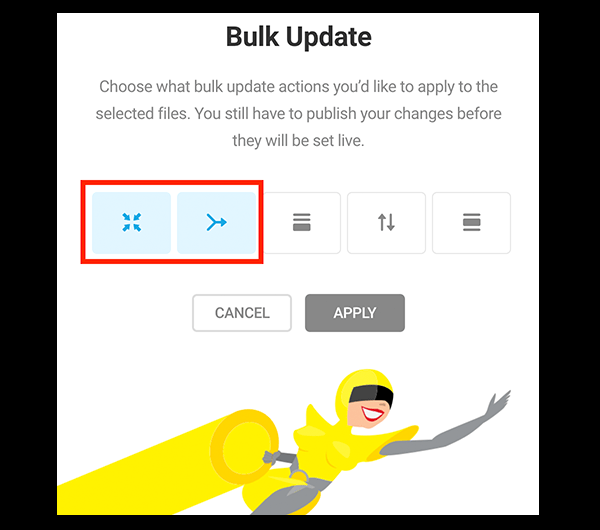 Bulk Update
Choose what bulk update actions you’d like to apply to the
selected files. You still have to publish your changes before
they will be set live.
CANCEL
APPLY